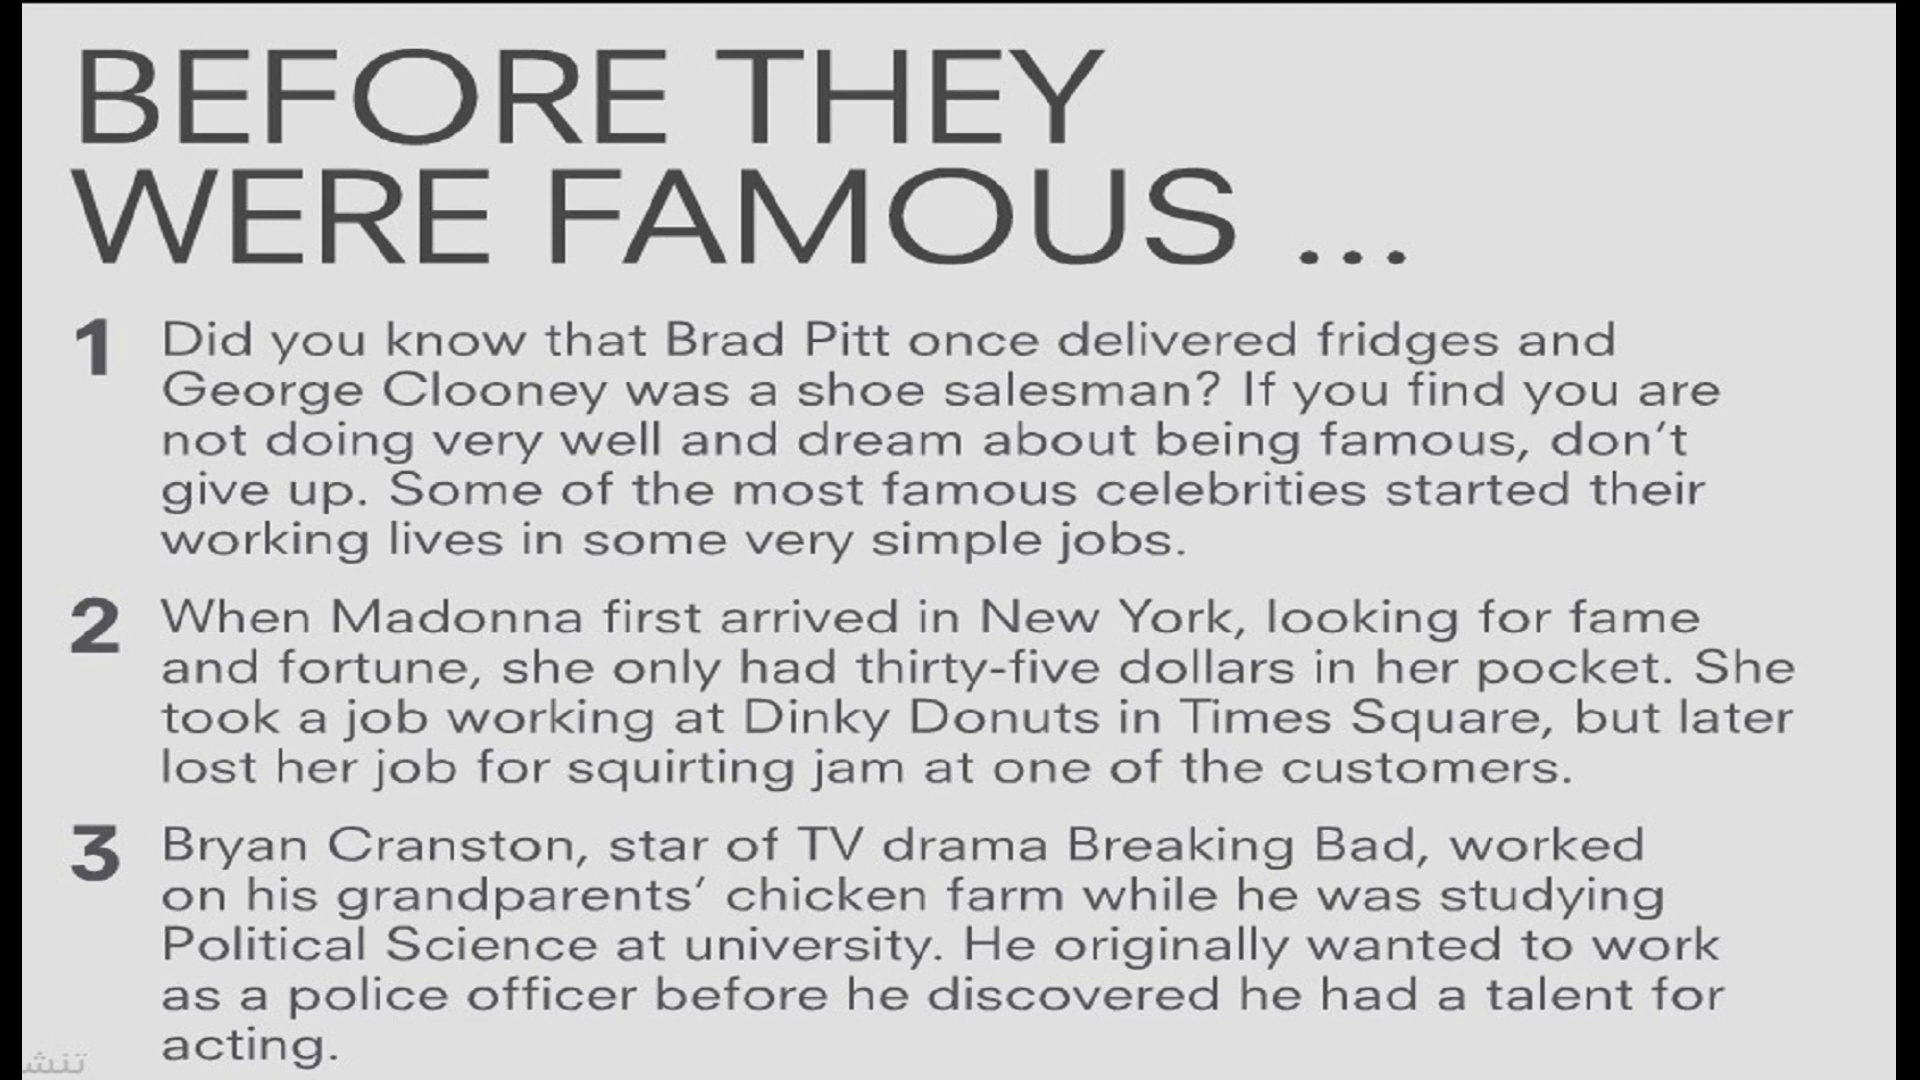 BEFORE THEY
WERE FAMOUS ...
1 Did you know that Brad Pitt once delivered fridges and
George Clooney was a shoe salesman? If you find you are
not doing very well and dream about being famous, don't
give up. Some of the most famous celebrities started their
working lives in some very simple jobs.
2 When Madonna first arrived in New York, looking for fame
and fortune, she only had thirty-five dollars in her pocket. She
took a job working at Dinky Donuts in Times Square, but later
lost her job for squirting jam at one of the customers.
3 Bryan Cranston, star of TV drama Breaking Bad, worked
on his grandparents' chicken farm while he was studying
Political Science at university. He originally wanted to work
as a police officer before he discovered he had a talent for
acting.